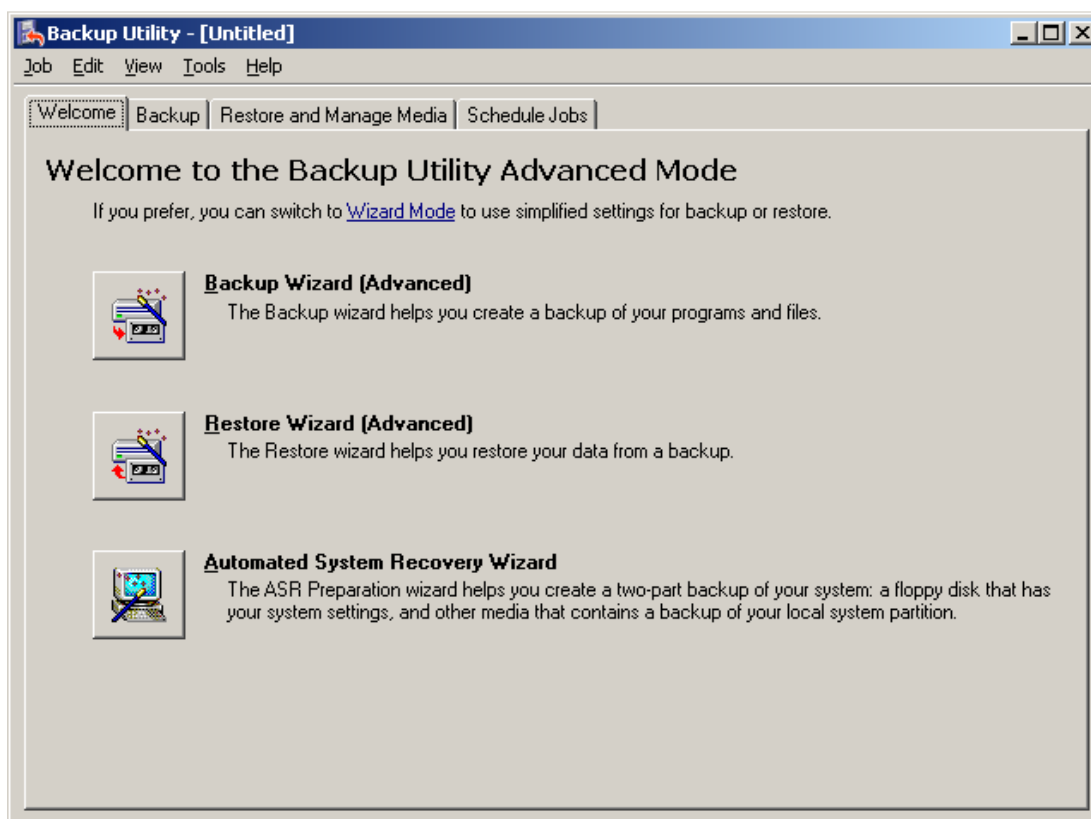 Backup Utility - [Untitled]
Job Edit View Tools Help
Welcome Backup Restore and Manage Media Schedule Jobs
Welcome to the Backup Utility Advanced Mode
If you prefer, you can switch to Wizard Mode to use simplified settings for backup or restore.
Backup Wizard (Advanced)
The Backup wizard helps you create a backup of your programs and files.
Restore Wizard (Advanced)
The Restore wizard helps you restore your data from a backup.
Automated System Recovery Wizard
The ASR Preparation wizard helps you create a two-part backup of your system: a floppy disk that has
your system settings, and other media that contains a backup of your local system partition.